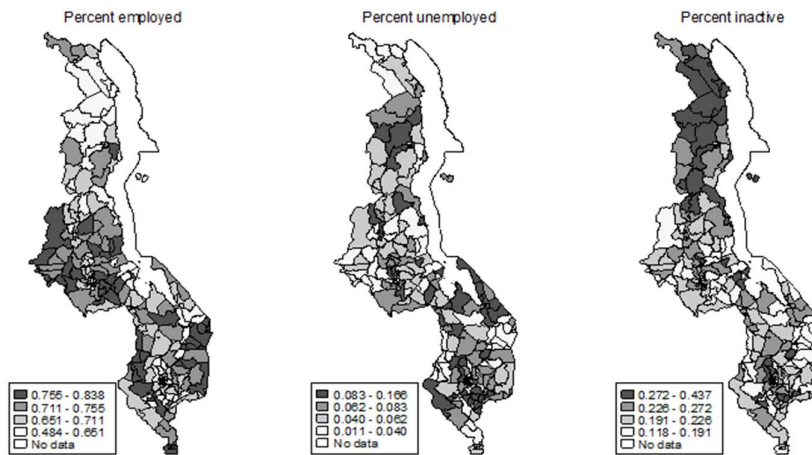 Percent employed
Percent unemployed
Percent inactive
0.755 - 0.838
0.711 - 0.755
0.651 - 0.711
0.484 - 0.651
No data
0.083 - 0.166
0.062 - 0.083
0.040 - 0.062
0.011 - 0.040
No data
0.272 - 0.437
0.226 - 0.272
0.191 - 0.226
0.118 - 0.191
No data